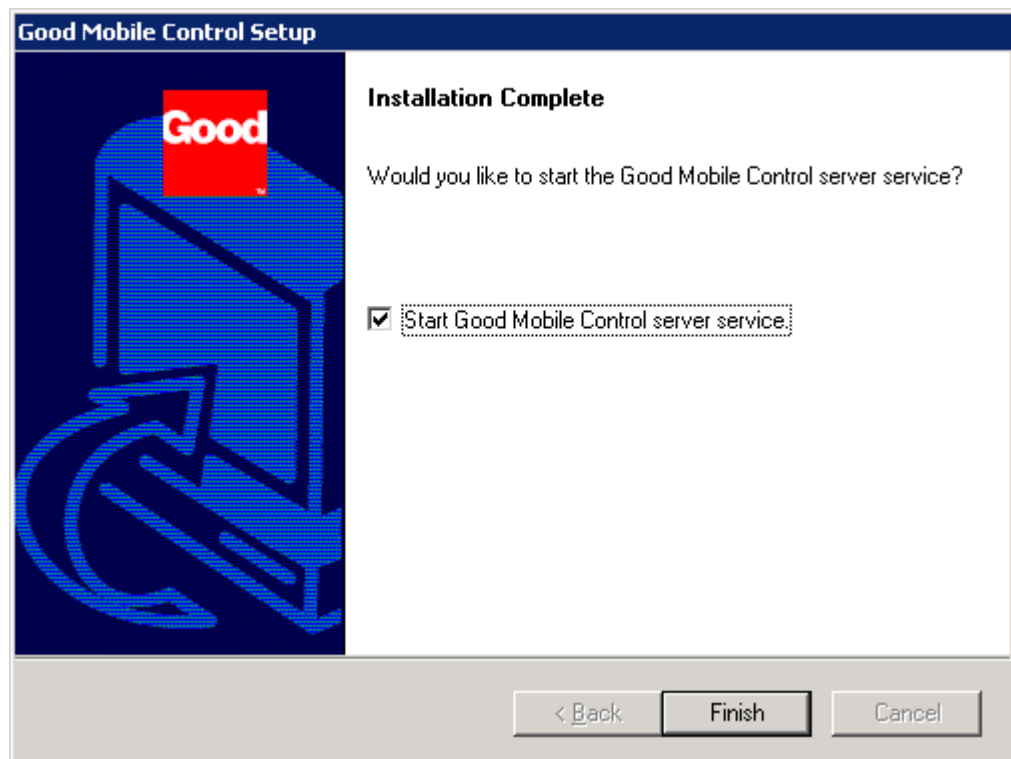 Good Mobile Control Setup
Good
™
Installation Complete
Would you like to start the Good Mobile Control server service?
Start Good Mobile Control server service.
< Back
Finish
Cancel